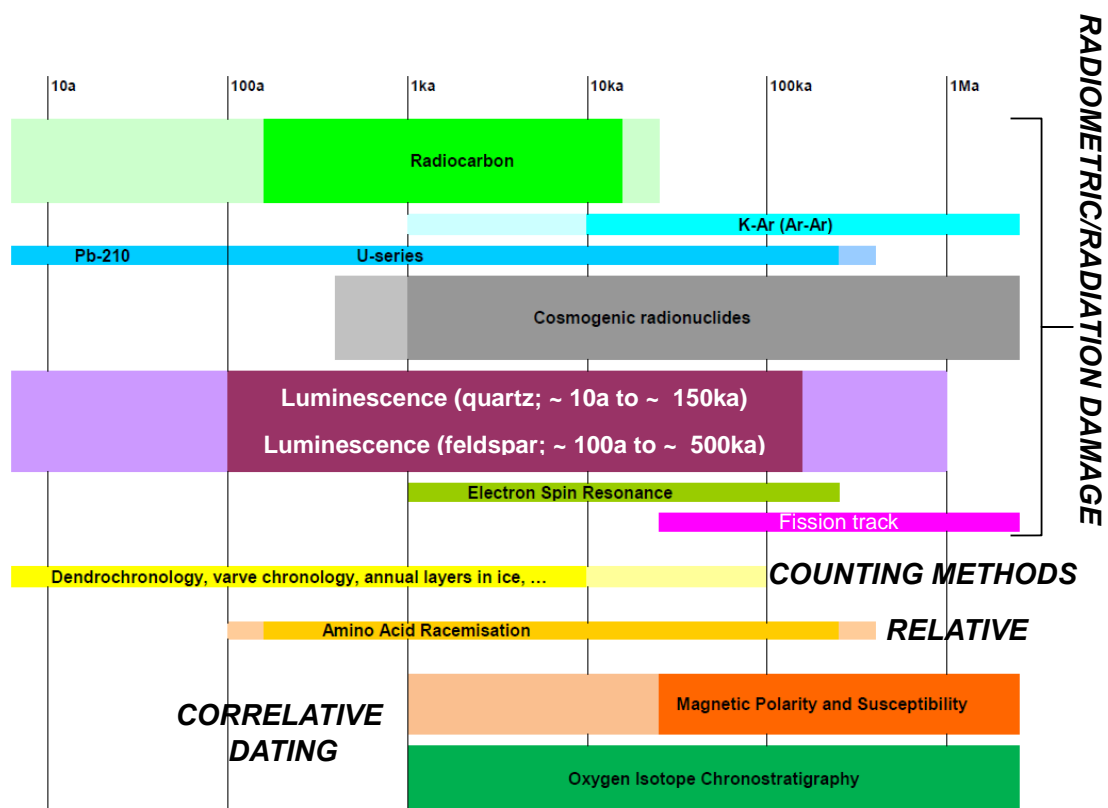 10a
100a
1ka
10ka
100ka
1Ma
RADIOMETRIC/RADIATION DAMAGE
Radiocarbon
K-Ar (Ar-Ar)
Pb-210
U-series
Cosmogenic radionuclides
Luminescence (quartz; ~ 10a to ~ 150ka)
Luminescence (feldspar; ~ 100a to ~ 500ka)
Electron Spin Resonance
Fission track
Dendrochronology, varve chronology, annual layers in ice, ...
COUNTING METHODS
Amino Acid Racemisation
RELATIVE
CORRELATIVE
DATING
Magnetic Polarity and Susceptibility
Oxygen Isotope Chronostratigraphy